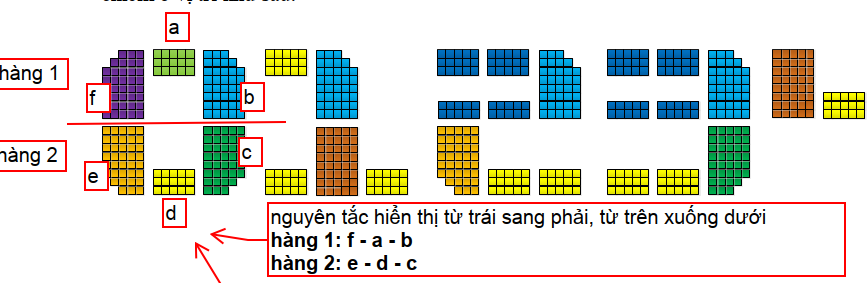 a
hàng 1
f
b
hàng 2
c
e
d
nguyên tắc hiển thị từ trái sang phải, từ trên xuống dưới
hàng 1: f - a - b
hàng 2: e - d - c